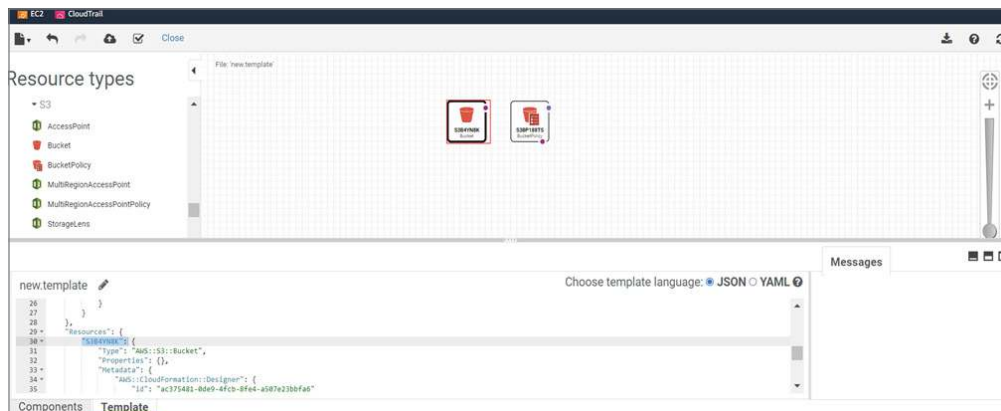 EC2 CloudTrail
Close
Resource types
S3
AccessPoint
Bucket
BucketPolicy
MultiRegionAccessPoint
MultiRegionAccessPointPolicy
StorageLens
File: 'new.template'
S3B4YN8K
Bucket
S3BP188TS
BucketPolicy
Messages
new.template
Choose template language: JSON YAML
26 }
27 }
28 },
29 "Resources": {
30 "S3B4YN8K": {
31 "Type": "AWS::S3::Bucket",
32 "Properties": {},
33 "Metadata": {
34 "AWS::CloudFormation::Designer": {
35 "id": "ac375481-0de9-4fcb-8fe4-a507e23bbfa6"
Components Template